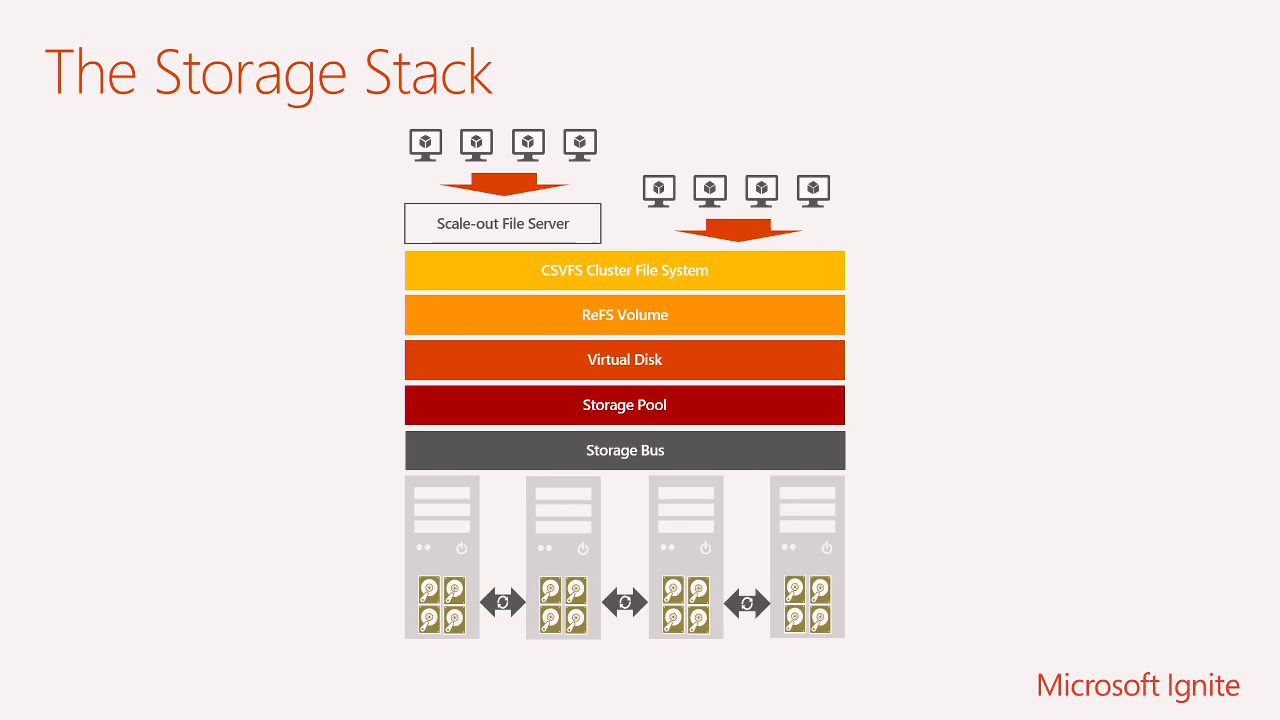 The Storage Stack
Scale-out File Server
CSVFS Cluster File System
ReFS Volume
Virtual Disk
Storage Pool
Storage Bus
Microsoft Ignite